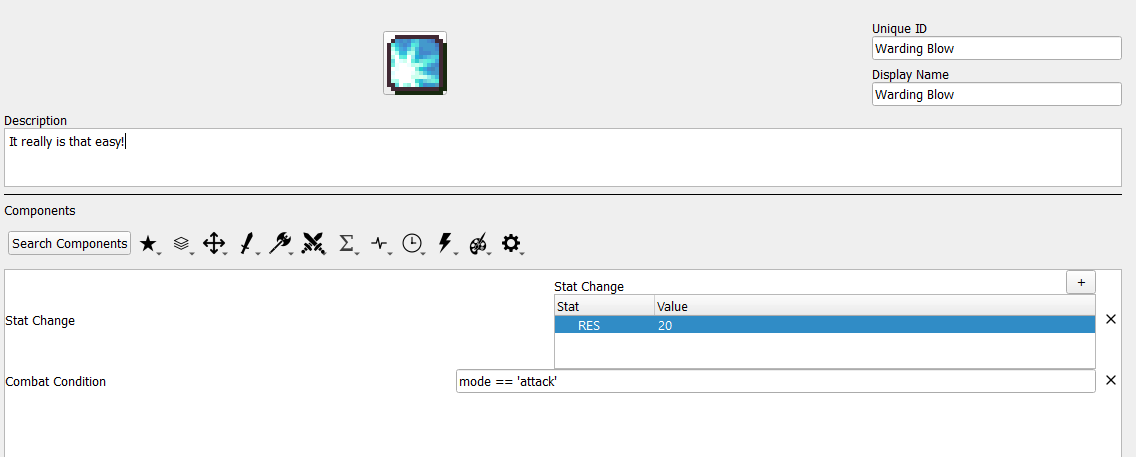 Unique ID
Warding Blow
Display Name
Warding Blow
Description
It really is that easy!
Components
Search Components
Stat Change
+
Stat Value
RES 20
Stat Change
Combat Condition
mode == 'attack'